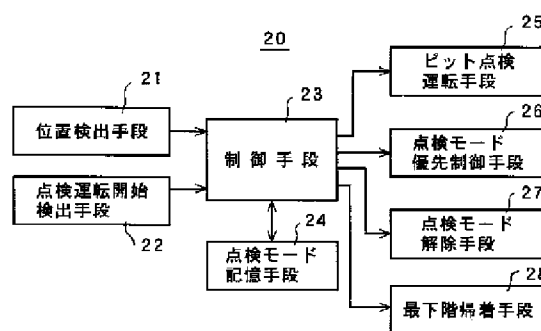 20
21
位置検出手段
点検運転開始
検出手段
22
23
制御手段
24
点検モード
記憶手段
25
ピット点検
運転手段
26
点検モード
優先制御手段
27
点検モード
解除手段
28
最下階帰着手段